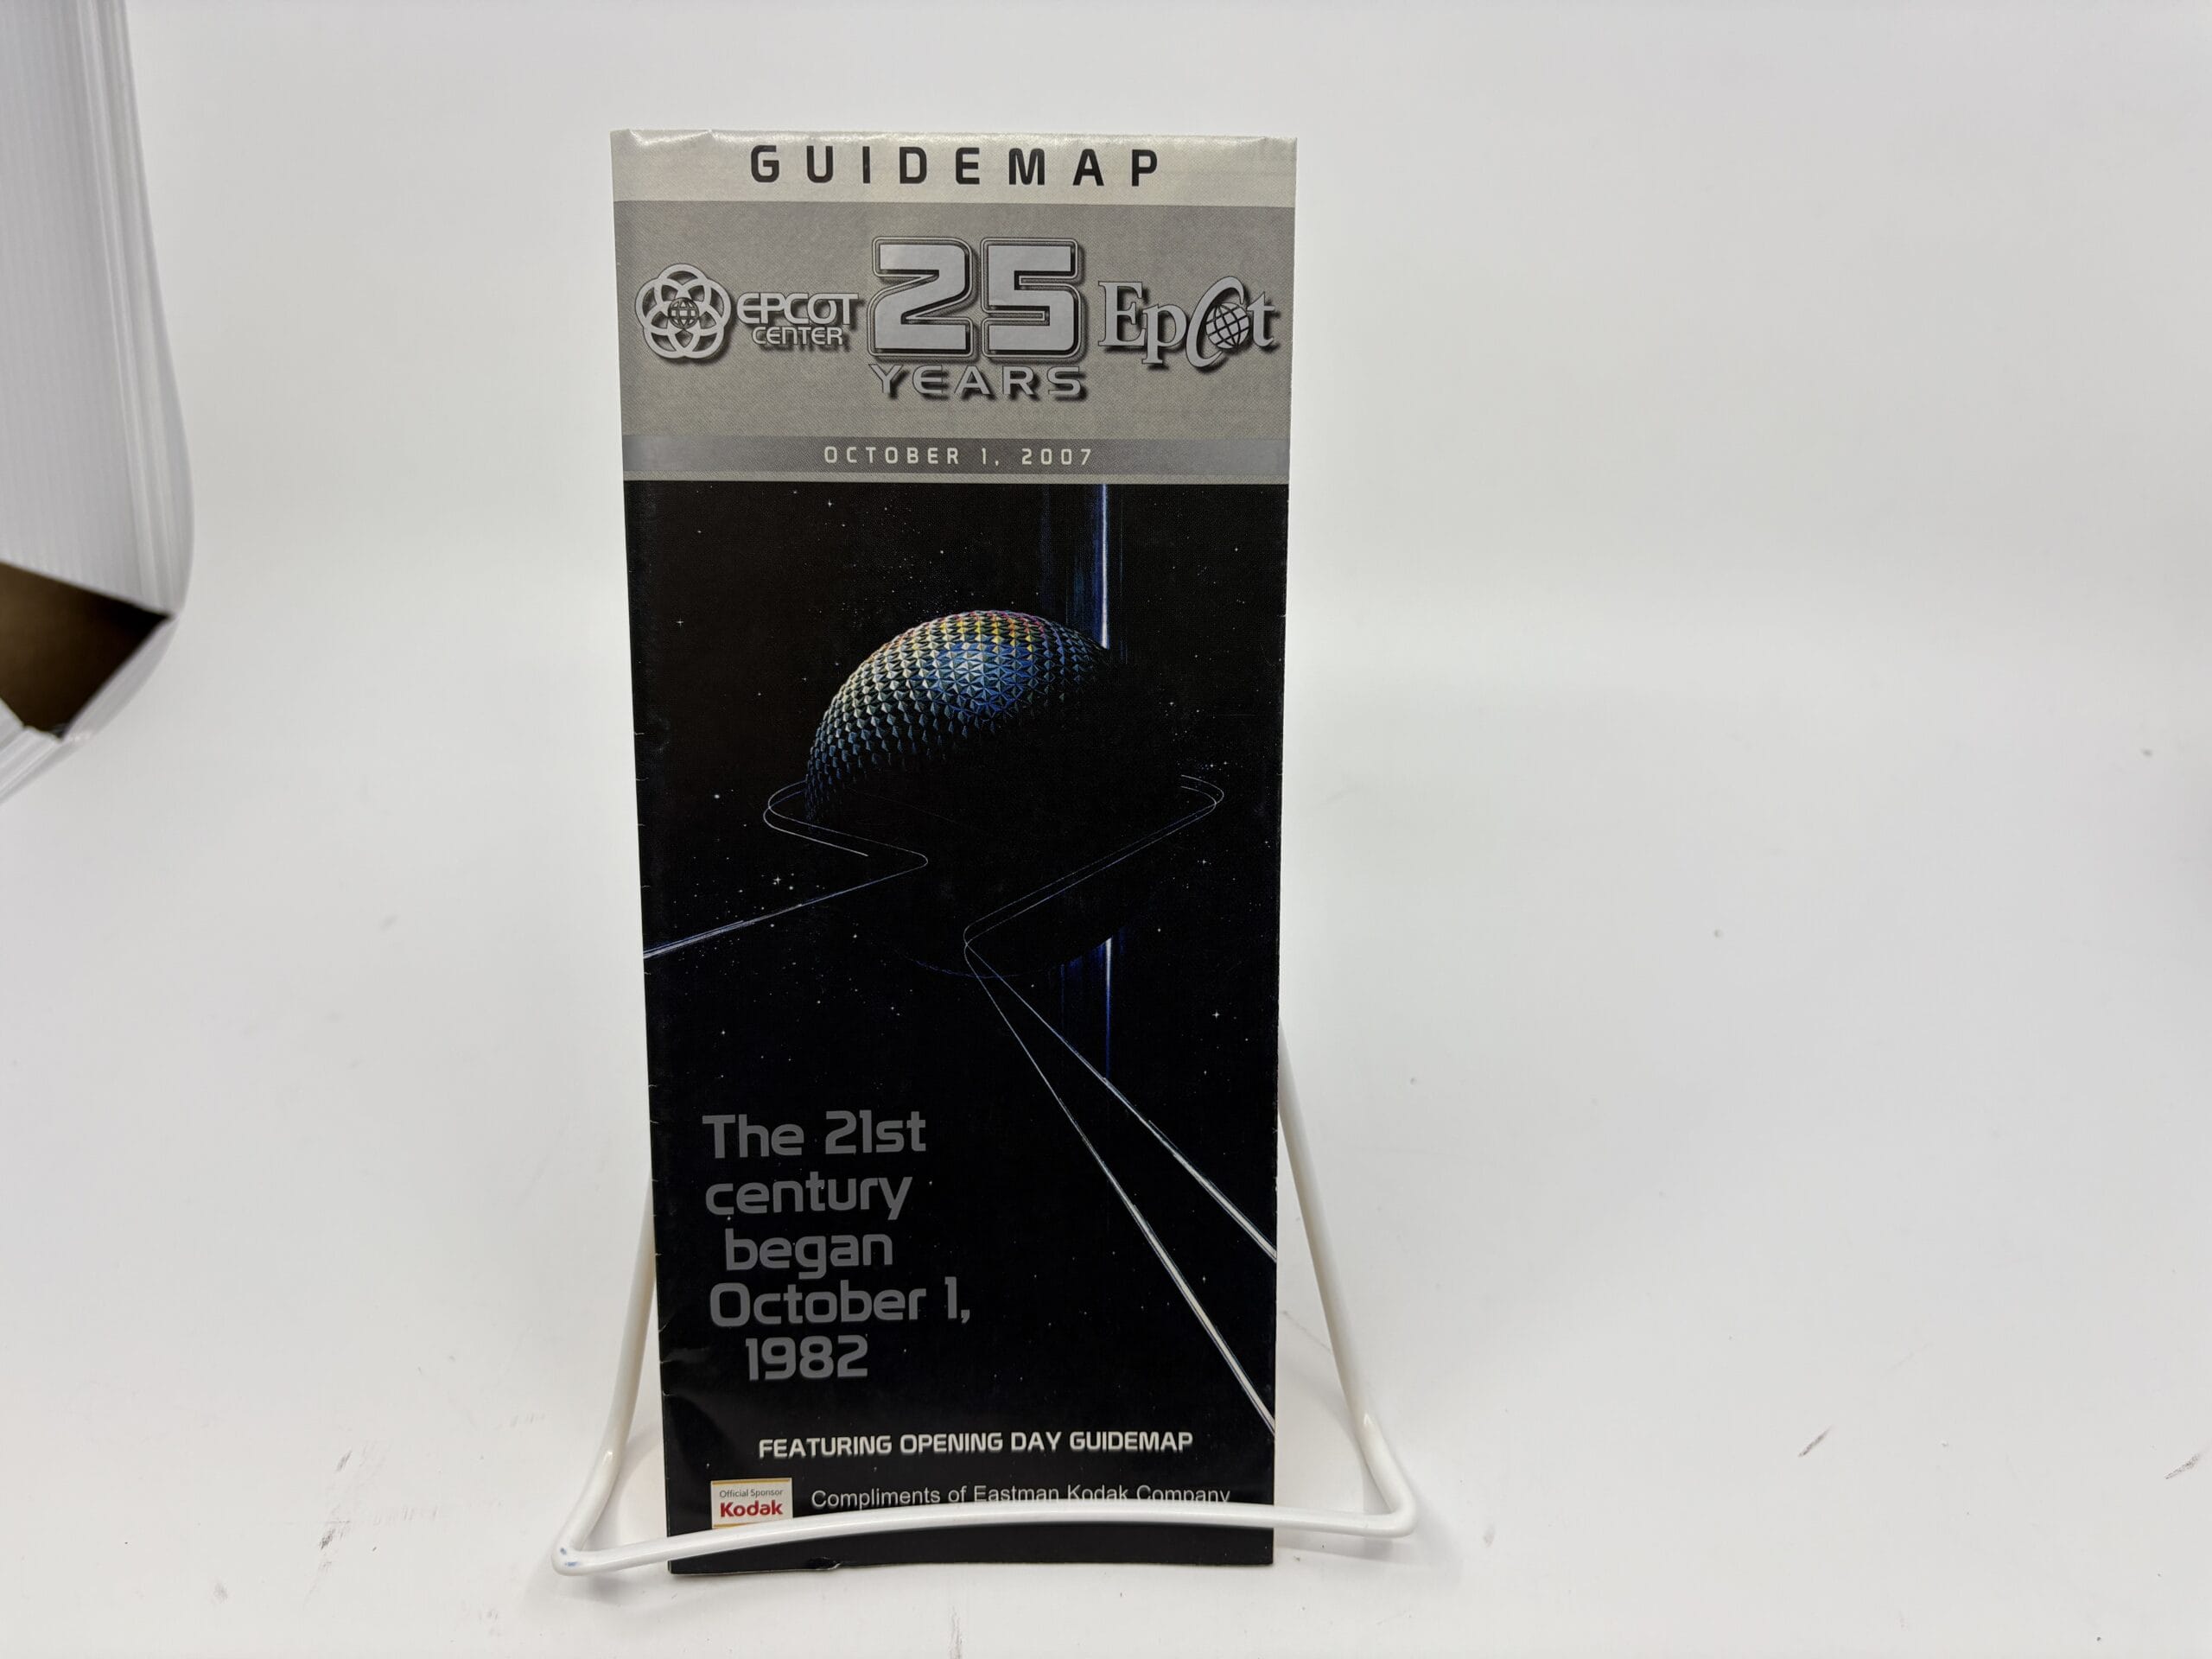 GUIDEMAP
EPCOT
CENTER
25
YEARS
Epcot
OCTOBER 1, 2007
The 21st
century
began
October 1,
1982
FEATURING OPENING DAY GUIDEMAP
Official Sponsor
Kodak
Compliments of Eastman Kodak Company